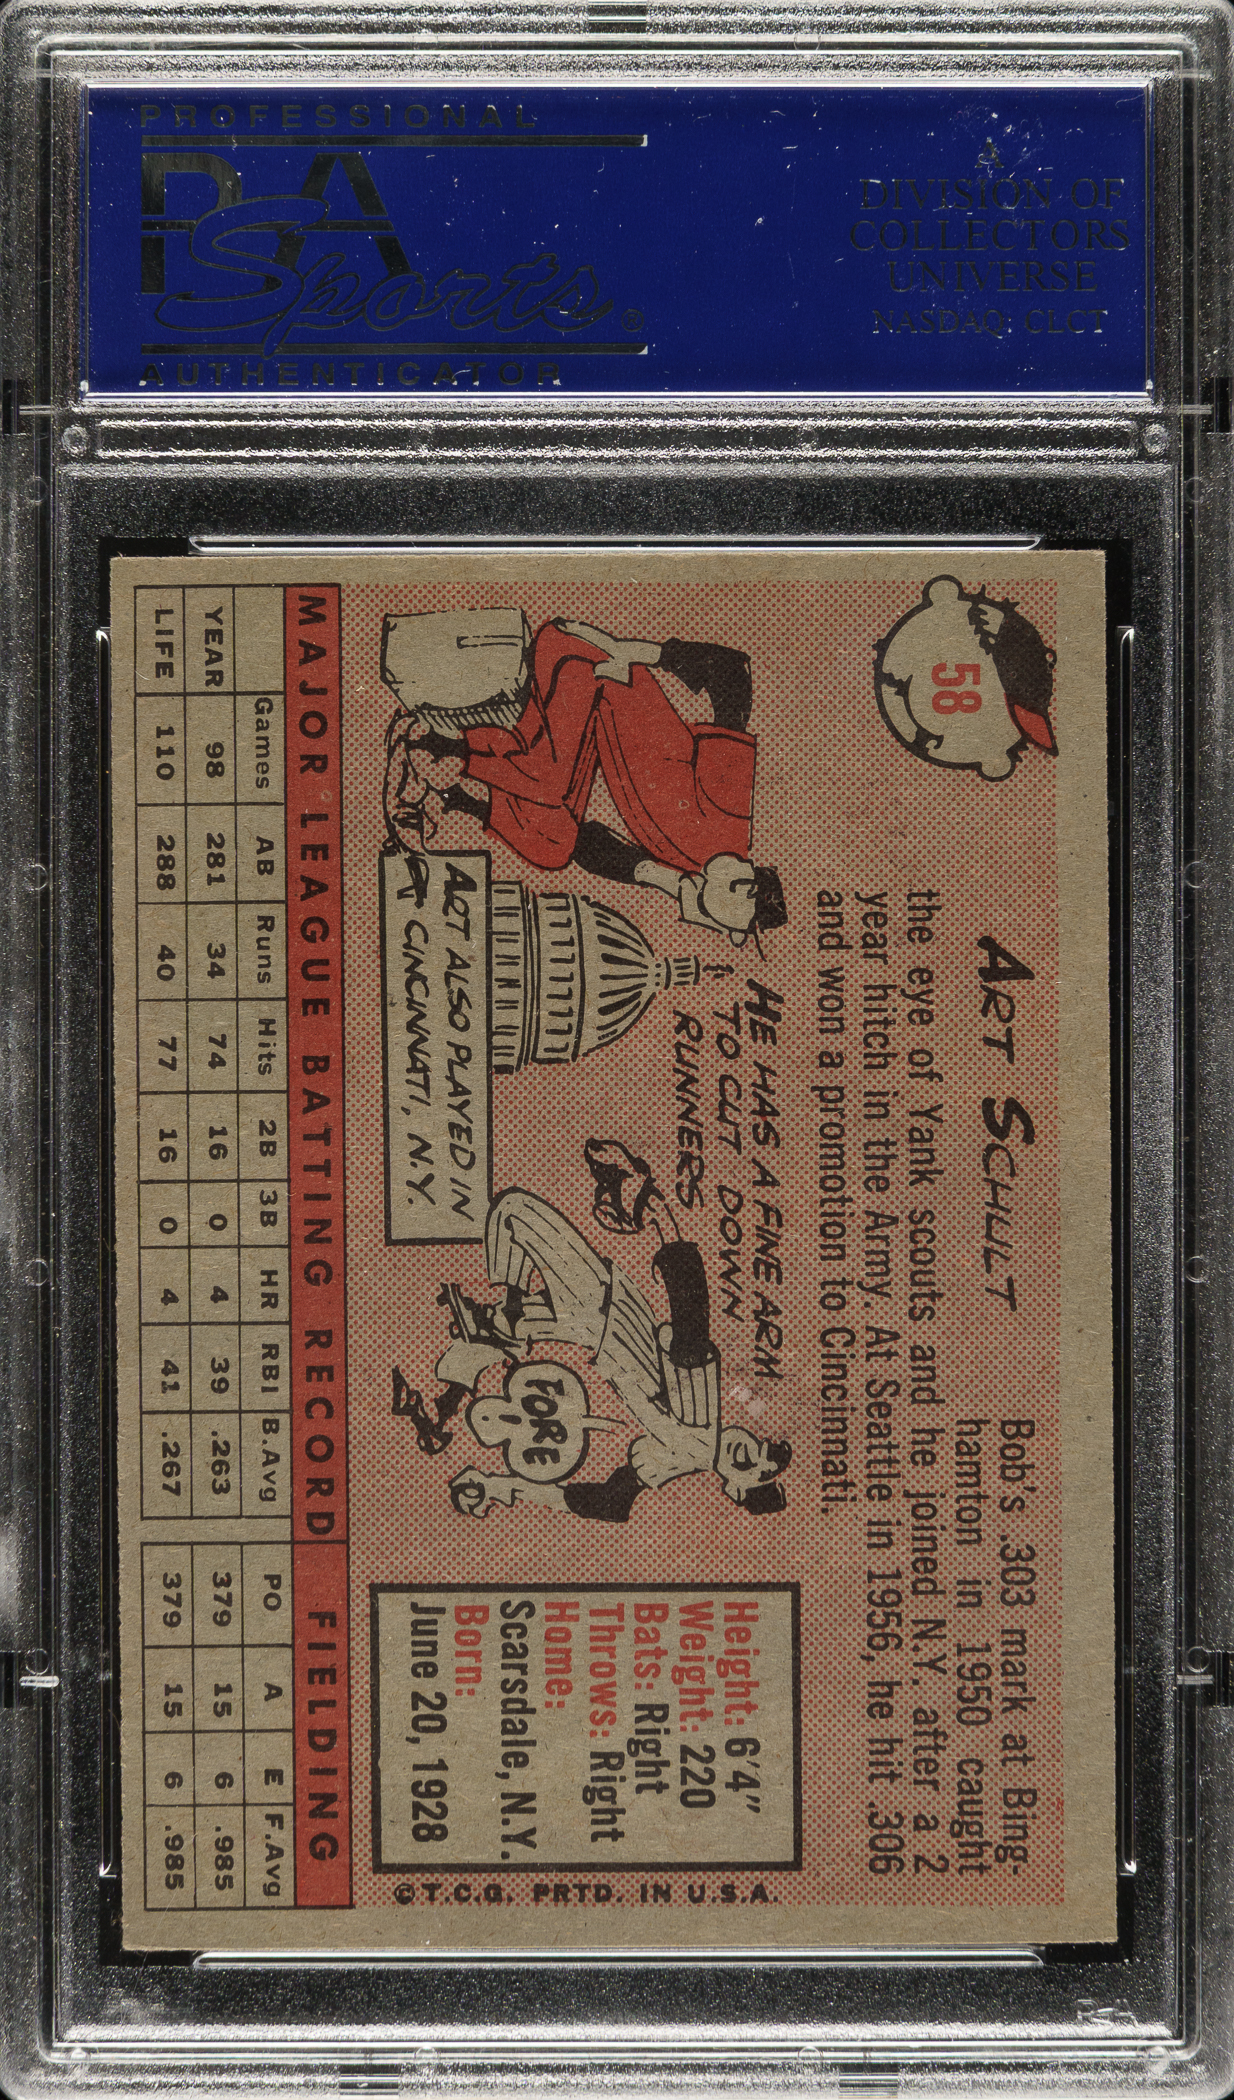 PROFESSIONAL
PSA
Sports®
AUTHENTICATOR
A
DIVISION OF
COLLECTORS
UNIVERSE
NASDAQ: CLCT
58
ART SCHULT
Bob's .303 mark at Bing-
hamton in 1950 caught
the eye of Yank scouts and he joined N.Y. after a 2
year hitch in the Army. At Seattle in 1956, he hit .306
and won a promotion to Cincinnati.
HE HAS A FINE ARM
TO CUT DOWN
RUNNERS
ART ALSO PLAYED IN
CINCINNATI, N.Y.
FORE
Height: 6'4"
Weight: 220
Bats: Right
Throws: Right
Home:
Scarsdale, N.Y.
Born:
June 20, 1928
©T.C.G. PRTD. IN U.S.A.
MAJOR LEAGUE BATTING RECORD FIELDING
Games AB Runs Hits 2B 3B HR RBI B.Avg PO A E F.Avg
YEAR 98 281 34 74 16 0 4 39 .263 379 15 6 .985
LIFE 110 288 40 77 16 0 4 41 .267 379 15 6 .985
PSA